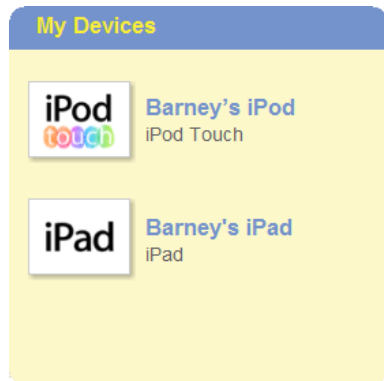 My Devices
iPod
touch
Barney’s iPod
iPod Touch
iPad
Barney's iPad
iPad